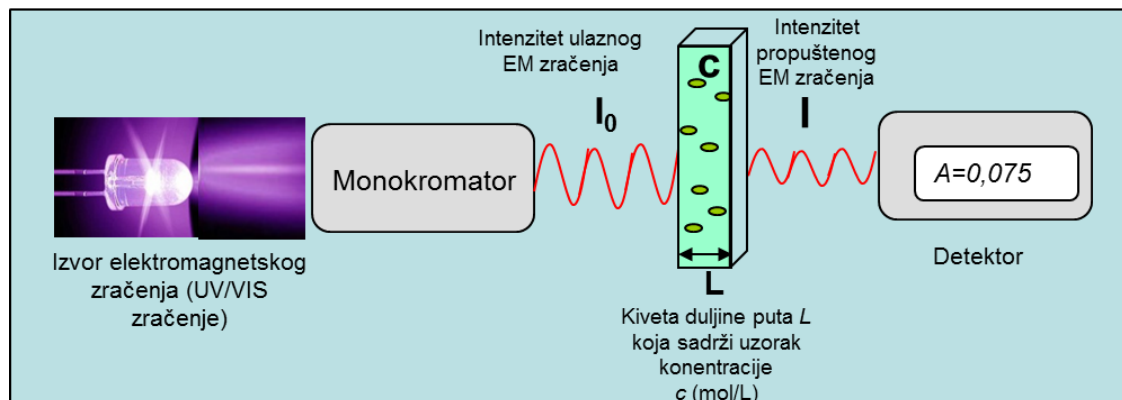 Intenzitet ulaznog
EM zračenja
Intenzitet
propuštenog
EM zračenja
I0
C
I
Monokromator
A=0,075
Izvor elektromagnetskog
zračenja (UV/VIS
zračenje)
L
Detektor
Kiveta duljine puta L
koja sadrži uzorak
konentracije
c (mol/L)